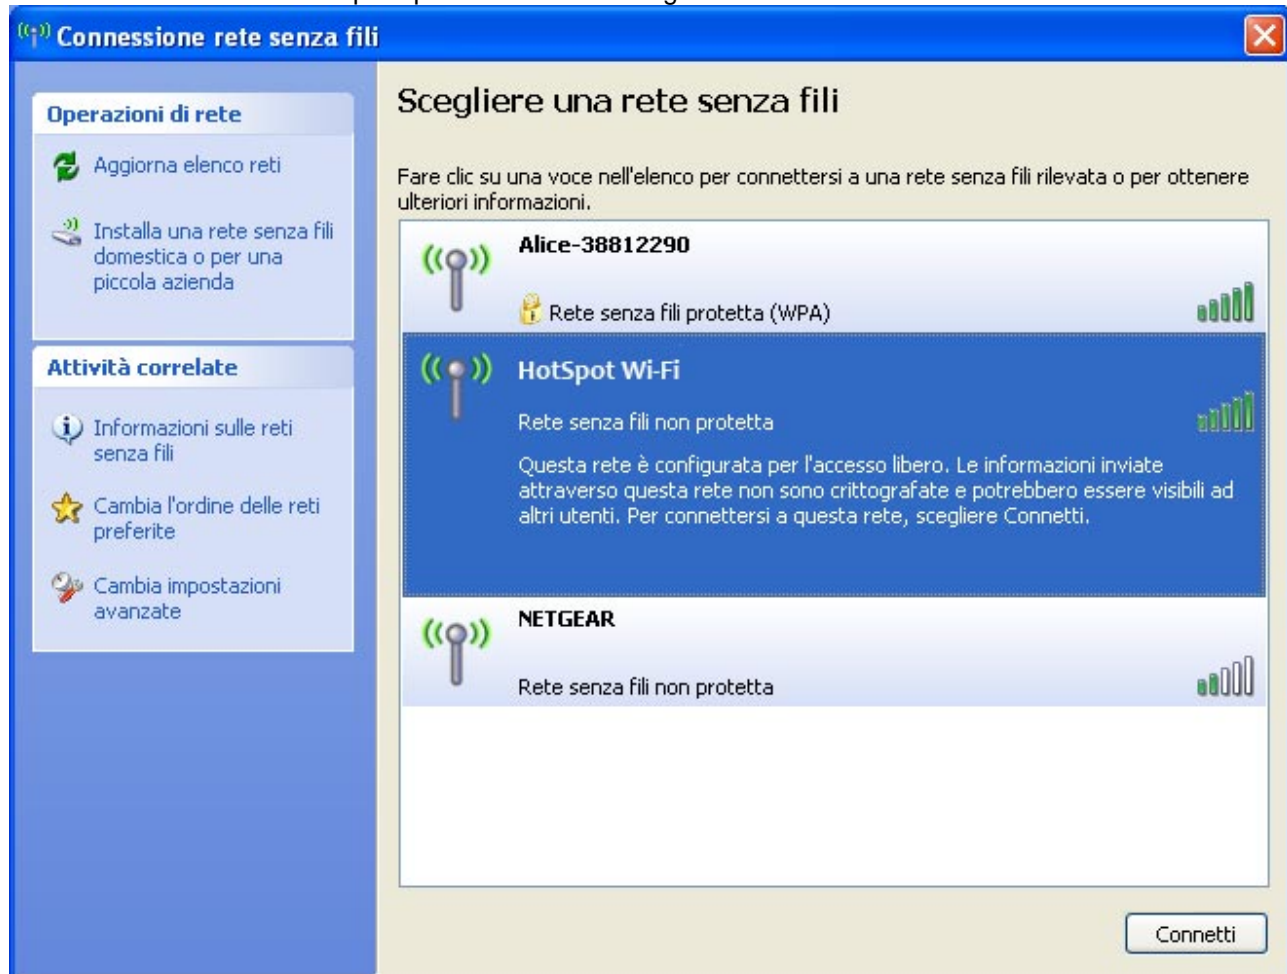 Connessione rete senza fili
Operazioni di rete
Aggiorna elenco reti
Installa una rete senza fili
domestica o per una
piccola azienda
Attività correlate
Informazioni sulle reti
senza fili
Cambia l'ordine delle reti
preferite
Cambia impostazioni
avanzate
Scegliere una rete senza fili
Fare clic su una voce nell'elenco per connettersi a una rete senza fili rilevata o per ottenere
ulteriori informazioni.
Alice-38812290
Rete senza fili protetta (WPA)
HotSpot Wi-Fi
Rete senza fili non protetta
Questa rete è configurata per l'accesso libero. Le informazioni inviate
attraverso questa rete non sono crittografate e potrebbero essere visibili ad
altri utenti. Per connettersi a questa rete, scegliere Connetti.
NETGEAR
Rete senza fili non protetta
Connetti